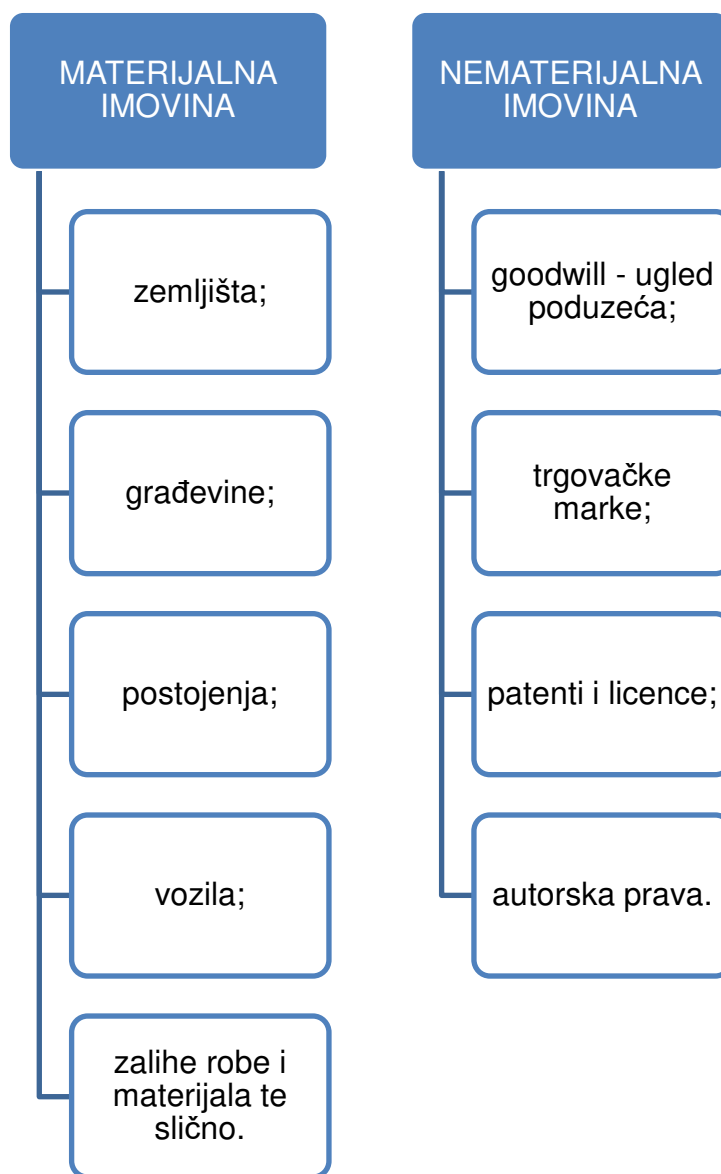 MATERIJALNA
IMOVINA
zemljišta;
građevine;
postojenja;
vozila;
zalihe robe i
materijala te
slično.
NEMATERIJALNA
IMOVINA
goodwill - ugled
poduzeća;
trgovačke
marke;
patenti i licence;
autorska prava.